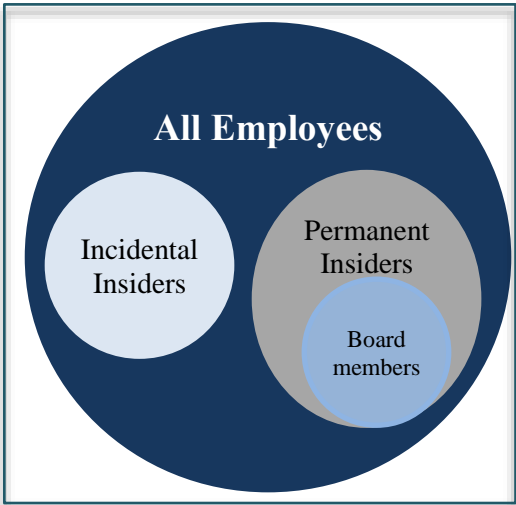 All Employees
Incidental
Insiders
Permanent
Insiders
Board
members